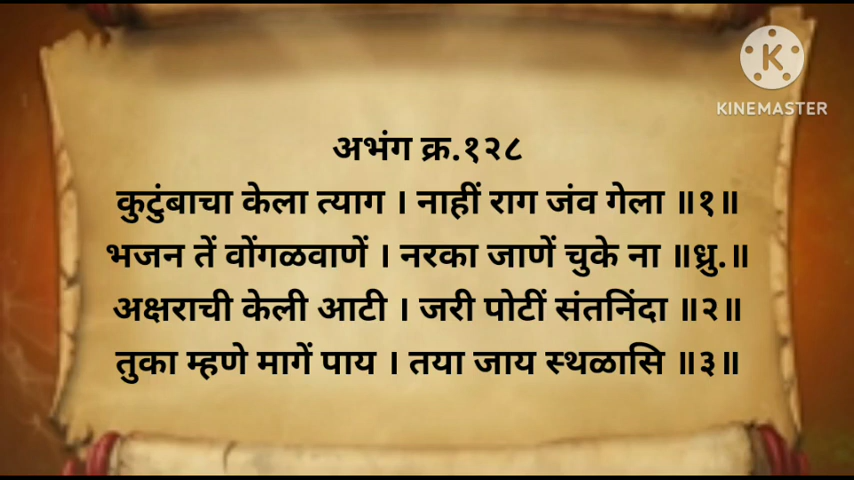 KINEMASTER
अभंग क्र.१२८
कुटुंबाचा केला त्याग । नाहीं राग जंव गेला ॥१॥
भजन तें वोंगळवाणें । नरका जाणें चुके ना ॥ध्रु.॥
अक्षराची केली आटी । जरी पोटीं संतनिंदा ॥२॥
तुका म्हणे मागें पाय । तया जाय स्थळासि ॥३॥